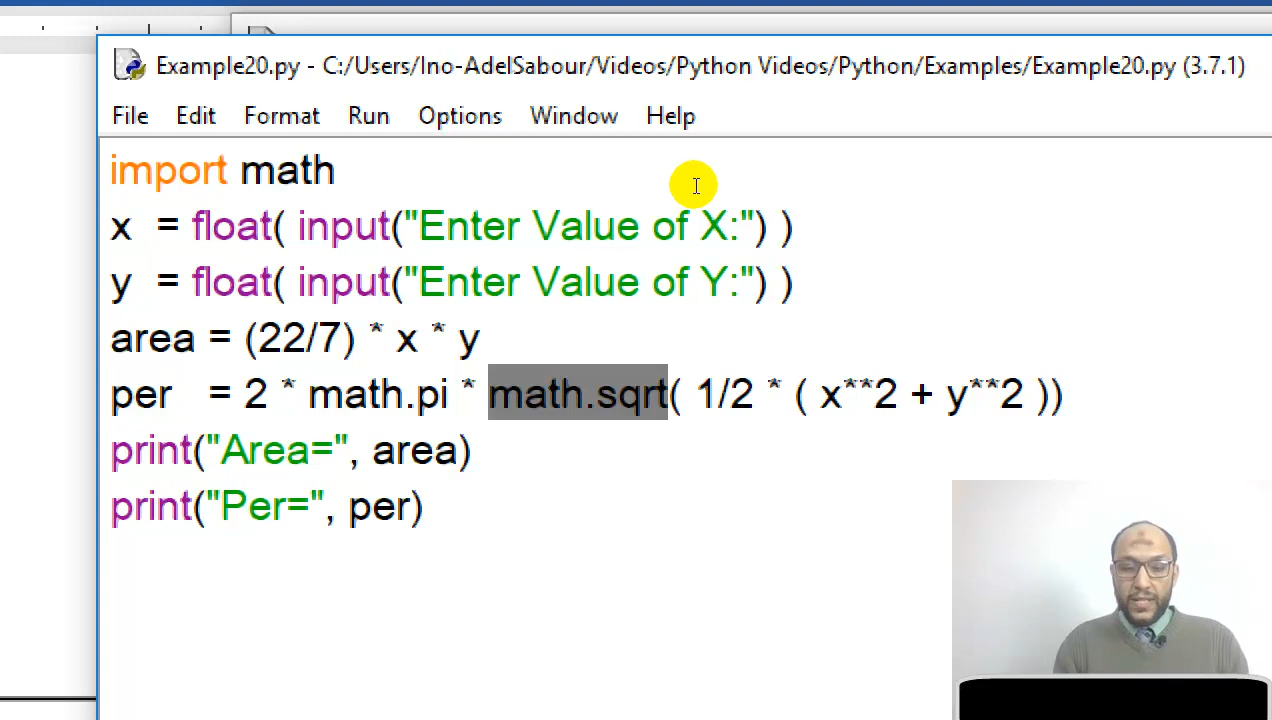 Example20.py - C:/Users/Ino-AdelSabour/Videos/Python Videos/Python/Examples/Example20.py (3.7.1)
File Edit Format Run Options Window Help
import math
x = float( input("Enter Value of X:") )
y = float( input("Enter Value of Y:") )
area = (22/7) * x * y
per = 2 * math.pi * math.sqrt( 1/2 * ( x**2 + y**2 ))
print("Area=", area)
print("Per=", per)